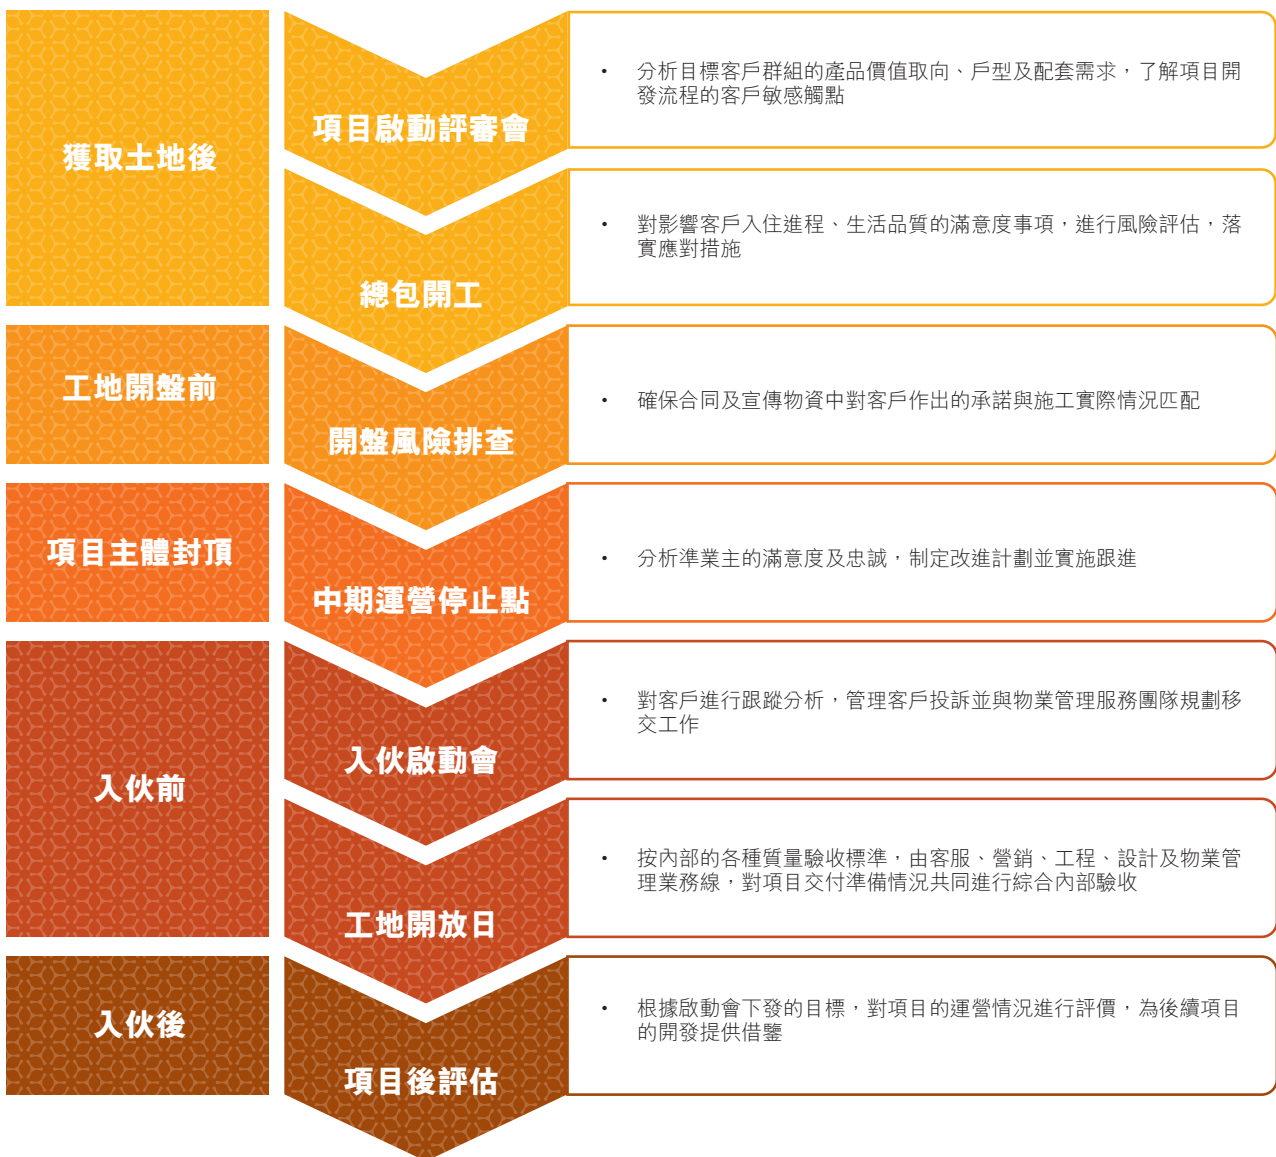 獲取土地後
項目啟動評審會
• 分析目標客戶群組的產品價值取向、戶型及配套需求，了解項目開
發流程的客戶敏感觸點
總包開工
• 對影響客戶入住進程、生活品質的滿意度事項，進行風險評估，落
實應對措施
工地開盤前
開盤風險排查
• 確保合同及宣傳物資中對客戶作出的承諾與施工實際情況匹配
項目主體封頂
中期運營停止點
• 分析準業主的滿意度及忠誠，制定改進計劃並實施跟進
入伙前
入伙啟動會
• 對客戶進行跟蹤分析，管理客戶投訴並與物業管理服務團隊規劃移
交工作
工地開放日
• 按內部的各種質量驗收標準，由客服、營銷、工程、設計及物業管
理業務線，對項目交付準備情況共同進行綜合內部驗收
入伙後
項目後評估
• 根據啟動會下發的目標，對項目的運營情況進行評價，為後續項目
的開發提供借鑒